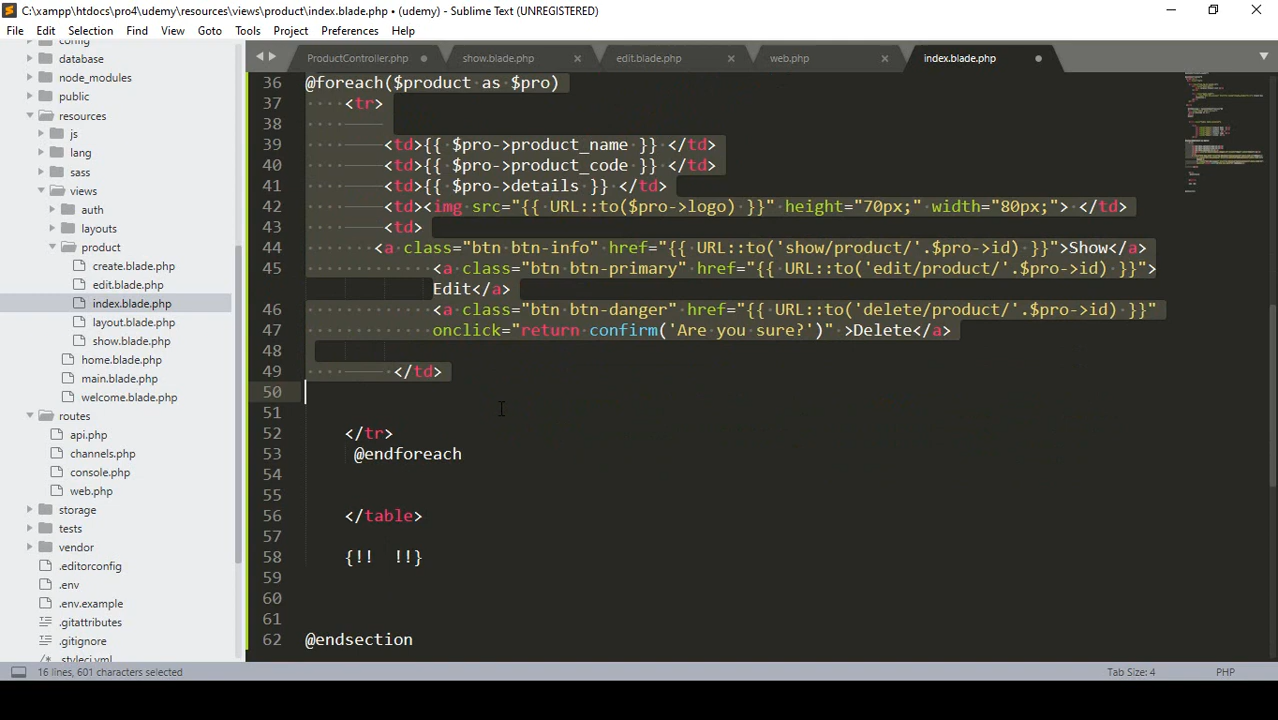 C:\xampp\htdocs\pro4\udemy\resources\views\product\index.blade.php • (udemy) - Sublime Text (UNREGISTERED)
File Edit Selection Find View Goto Tools Project Preferences Help
ProductController.php show.blade.php edit.blade.php web.php index.blade.php
config
database
node_modules
public
resources
js
lang
sass
views
auth
layouts
product
create.blade.php
edit.blade.php
index.blade.php
layout.blade.php
show.blade.php
home.blade.php
main.blade.php
welcome.blade.php
routes
api.php
channels.php
console.php
web.php
storage
tests
vendor
.editorconfig
.env
.env.example
.gitattributes
.gitignore
.styleci.yml
36 @foreach($product as $pro)
37 <tr>
38
39 <td>{{ $pro->product_name }} </td>
40 <td>{{ $pro->product_code }} </td>
41 <td>{{ $pro->details }} </td>
42 <td><img src="{{ URL::to($pro->logo) }}" height="70px;" width="80px;"> </td>
43 <td>
44 <a class="btn btn-info" href="{{ URL::to('show/product/'.$pro->id) }}">Show</a>
45 <a class="btn btn-primary" href="{{ URL::to('edit/product/'.$pro->id) }}">
Edit</a>
46 <a class="btn btn-danger" href="{{ URL::to('delete/product/'.$pro->id) }}"
47 onclick="return confirm('Are you sure?')" >Delete</a>
48
49 </td>
50
51
52 </tr>
53 @endforeach
54
55
56 </table>
57
58 {!!  !!}
59
60
61
62 @endsection
16 lines, 601 characters selected
Tab Size: 4 PHP